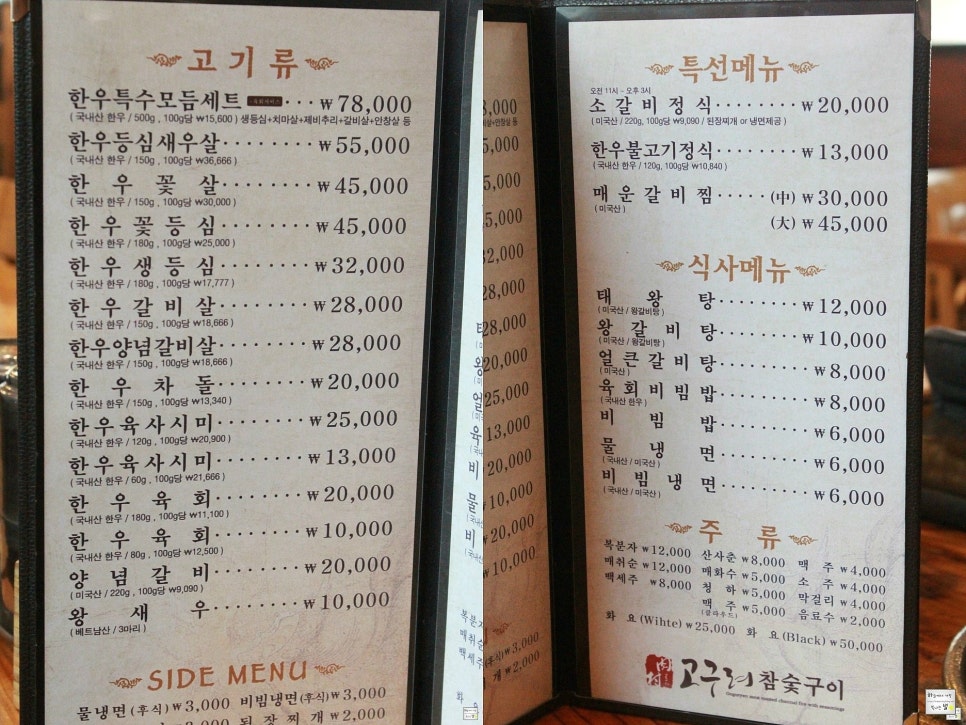 고기류
한우특수모듬세트 ··· ₩78,000
( 국내산 한우 / 500g , 100g당 ₩15,600 ) 생등심+치마살+제비추리+갈비살+안창살 등
한우등심새우살 ········ ₩55,000
( 국내산 한우 / 150g , 100g당 ₩36,666 )
한우꽃살 ········ ₩45,000
( 국내산 한우 / 150g , 100g당 ₩30,000 )
한우꽃등심 ········ ₩45,000
( 국내산 한우 / 180g , 100g당 ₩25,000 )
한우생등심 ········ ₩32,000
( 국내산 한우 / 180g , 100g당 ₩17,777 )
한우갈비살 ········ ₩28,000
( 국내산 한우 / 150g , 100g당 ₩18,666 )
한우양념갈비살 ········ ₩28,000
( 국내산 한우 / 150g , 100g당 ₩18,666 )
한우차돌 ········ ₩20,000
( 국내산 한우 / 150g , 100g당 ₩13,340 )
한우육사시미 ········ ₩25,000
( 국내산 한우 / 120g , 100g당 ₩20,900 )
한우육사시미 ········ ₩13,000
( 국내산 한우 / 60g , 100g당 ₩21,666 )
한우육회 ········ ₩20,000
( 국내산 한우 / 180g , 100g당 ₩11,100 )
한우육회 ········ ₩10,000
( 국내산 한우 / 80g , 100g당 ₩12,500 )
양념갈비 ········ ₩20,000
( 미국산 / 220g , 100g당 ₩9,090 )
왕새우 ········ ₩10,000
( 베트남산 / 3마리 )
SIDE MENU
물냉면 (후식) ₩3,000 비빔냉면 (후식) ₩3,000
된장찌개 ₩2,000
특선메뉴
오전 11시 ~ 오후 3시
소갈비정식 ········ ₩20,000
( 미국산 / 220g, 100g당 ₩9,090 / 된장찌개 or 냉면제공 )
한우불고기정식 ········ ₩13,000
( 국내산 한우 / 120g, 100g당 ₩10,840 )
매운갈비찜 ····· (中) ₩30,000
( 미국산 )
(大) ₩45,000
식사메뉴
태왕탕 ········ ₩12,000
( 미국산 / 왕갈비탕 )
왕갈비탕 ········ ₩10,000
( 미국산 / 왕갈비탕 )
얼큰갈비탕 ········ ₩8,000
( 미국산 )
육회비빔밥 ········ ₩8,000
( 국내산 한우 )
비빔밥 ········ ₩6,000
물냉면 ········ ₩6,000
( 국내산 / 미국산 )
비빔냉면 ········ ₩6,000
( 국내산 / 미국산 )
주류
복분자 ₩12,000 산사춘 ₩8,000 맥주 ₩4,000
매취순 ₩12,000 매화수 ₩5,000 소주 ₩4,000
백세주 ₩8,000 청하 ₩5,000 막걸리 ₩4,000
맥주 ₩5,000 음료수 ₩2,000
(클라우드)
화요 (Wihte) ₩25,000 화요 (Black) ₩50,000
고구려 참숯구이